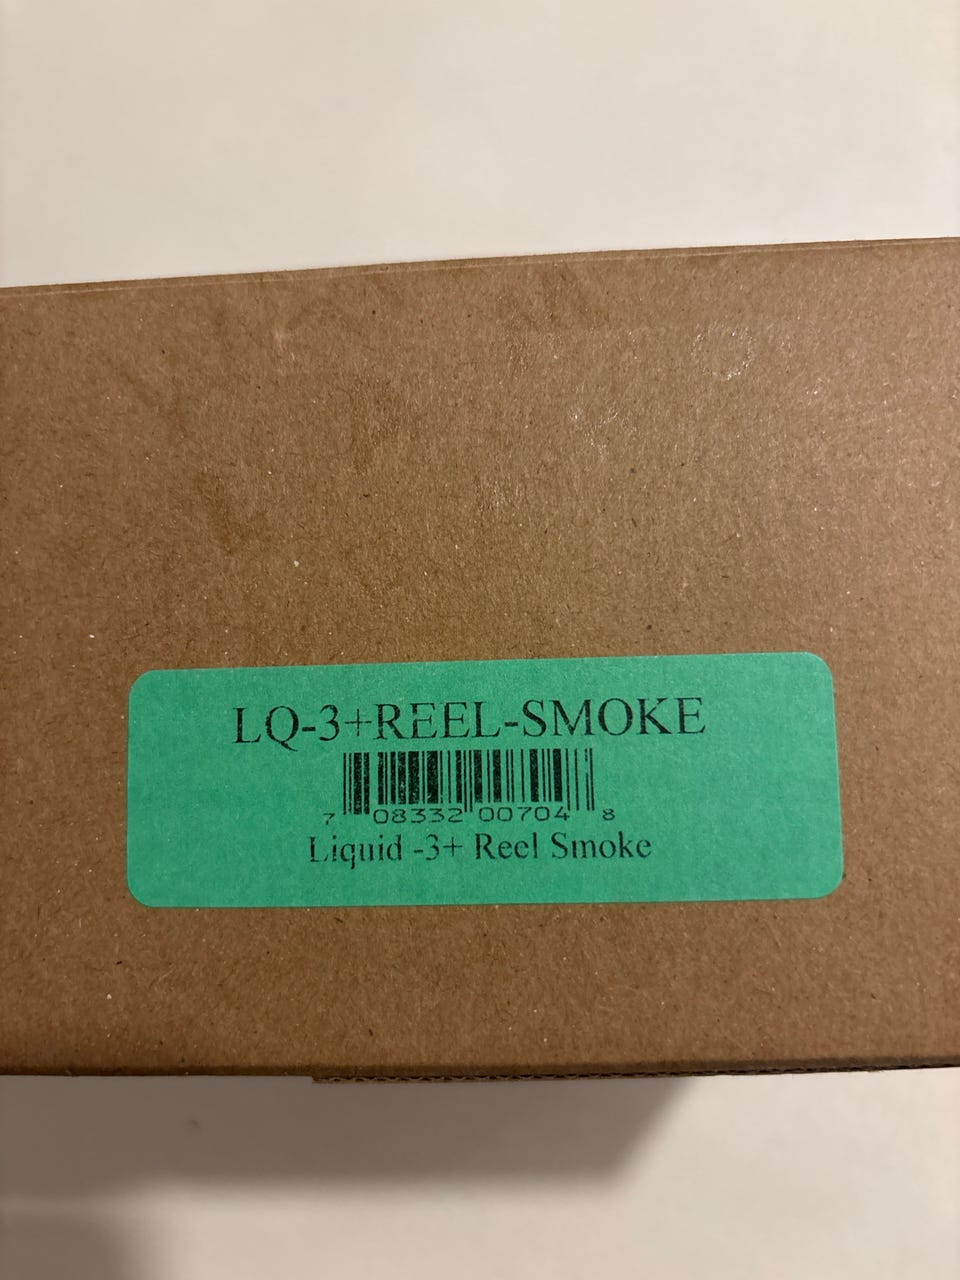 LQ-3+REEL-SMOKE
7 08332 00704 8
Liquid -3+ Reel Smoke